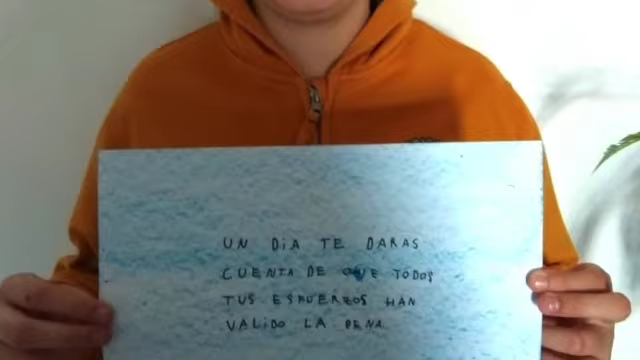 UN DiA TE DARAS
CUENTA DE QUE TODOS
TUS ESFUERZOS HAN
VALiDO LA PENA